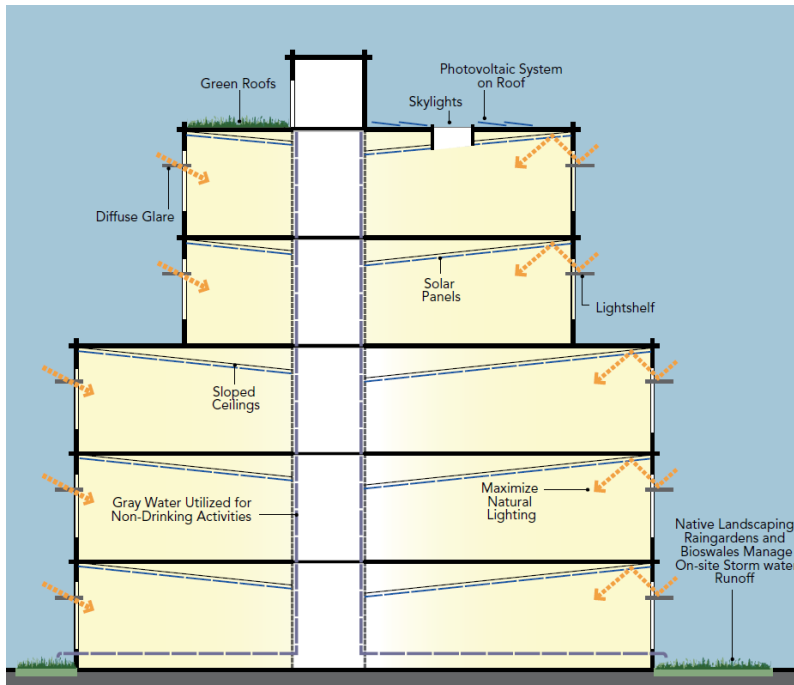 Green Roofs
Photovoltaic System
on Roof
Skylights
Diffuse Glare
Solar
Panels
Lightshelf
Sloped
Ceilings
Gray Water Utilized for
Non-Drinking Activities
Maximize
Natural
Lighting
Native Landscaping
Raingardens and
Bioswales Manage
On-site Storm water
Runoff